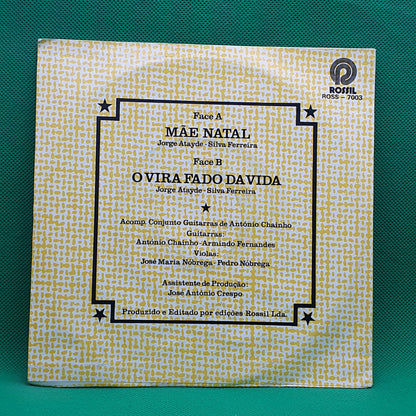 ROSSIL
ROSS - 7003
Face A
MÃE NATAL
Jorge Atayde - Silva Ferreira
Face B
O VIRA FADO DA VIDA
Jorge Atayde - Silva Ferreira
Acomp. Conjunto Guitarras de António Chainho
Guitarras:
António Chainho - Armindo Fernandes
Violas:
José Maria Nóbrega - Pedro Nóbrega
Assistente de Produção:
José António Crespo
Produzido e Editado por edições Rossil Lda.